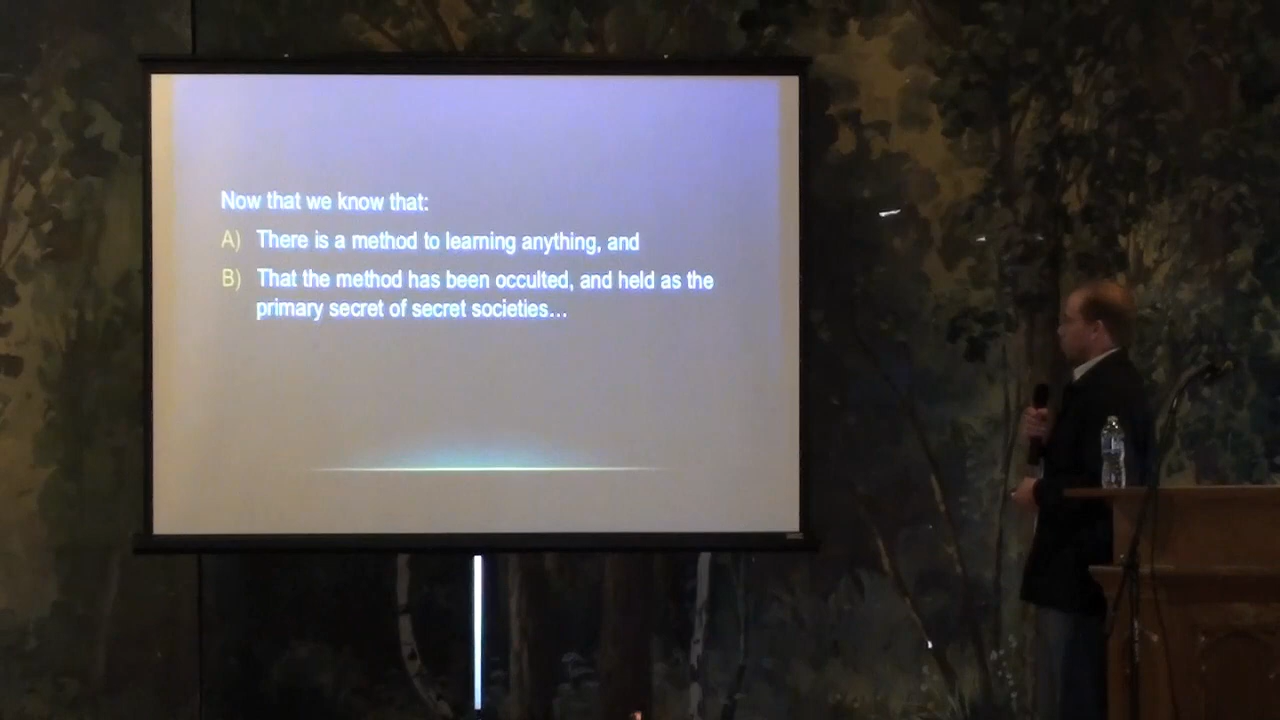 Now that we know that:
A) There is a method to learning anything, and
B) That the method has been occulted, and held as the
primary secret of secret societies…